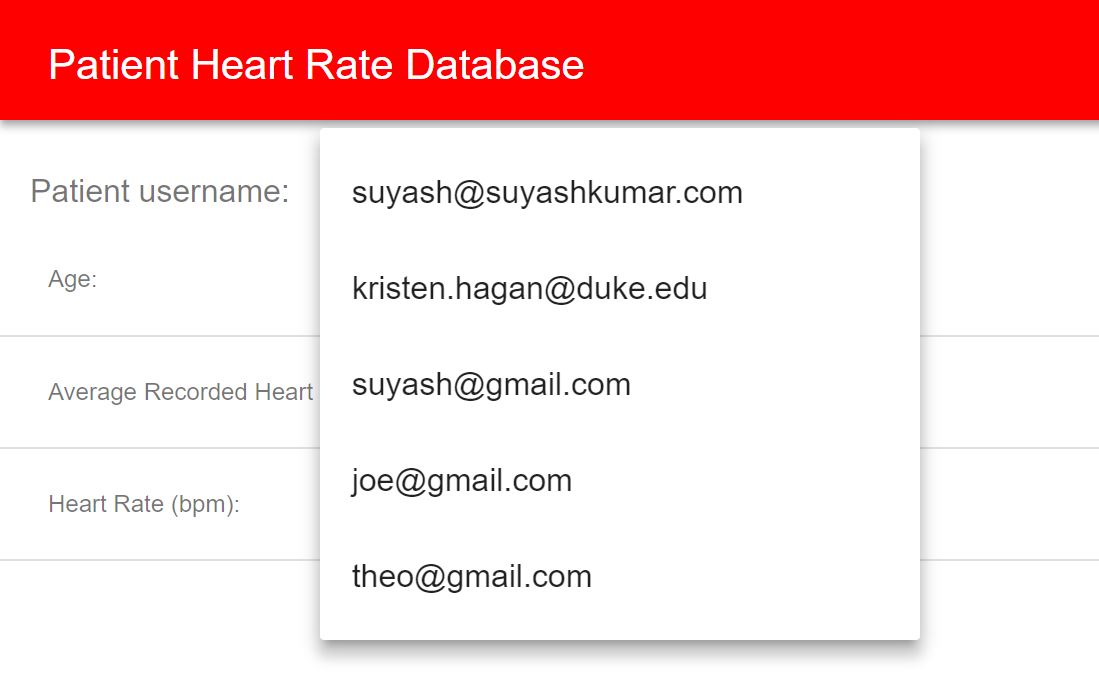 Patient Heart Rate Database
Patient username:
suyash@suyashkumar.com
Age:
kristen.hagan@duke.edu
Average Recorded Heart
suyash@gmail.com
joe@gmail.com
Heart Rate (bpm):
theo@gmail.com